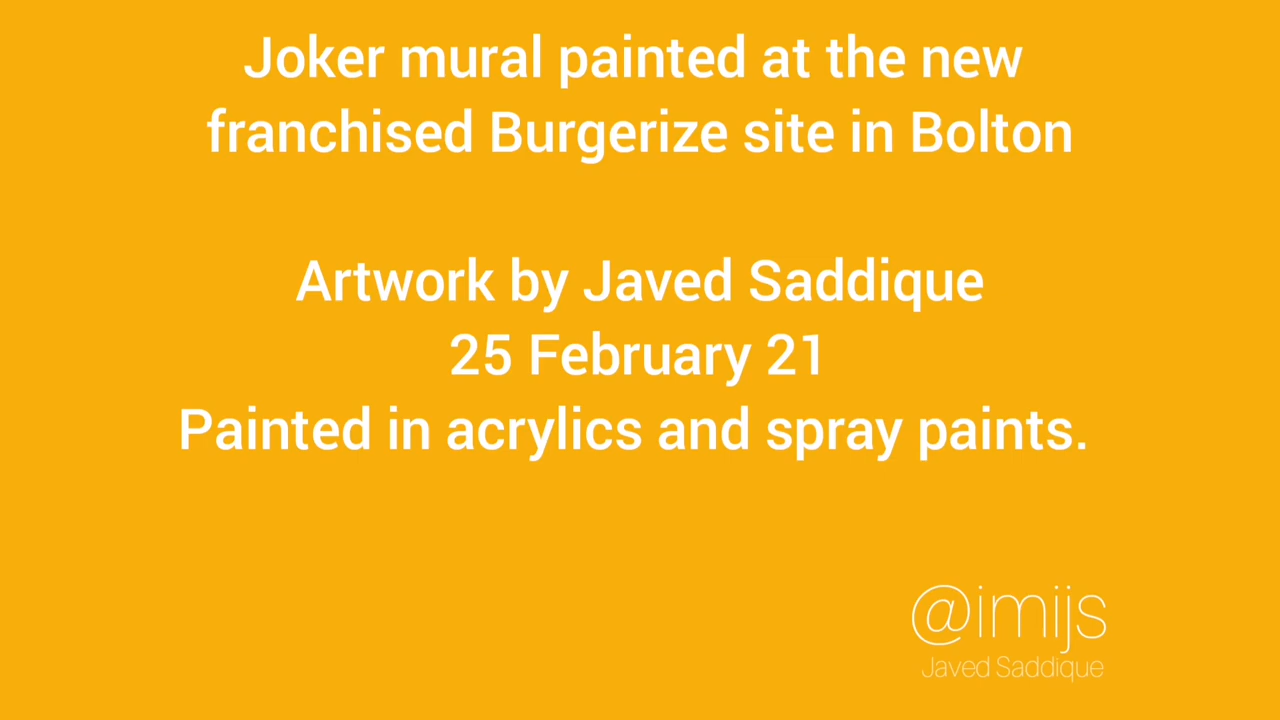 Joker mural painted at the new
franchised Burgerize site in Bolton
Artwork by Javed Saddique
25 February 21
Painted in acrylics and spray paints.
@imijs
Javed Saddique